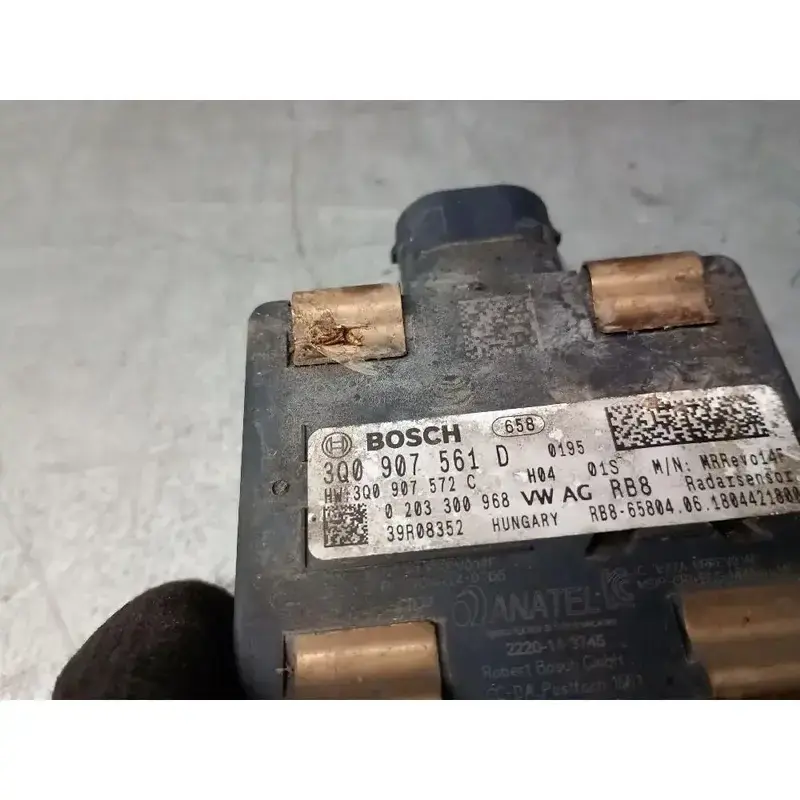 BOSCH 658
3Q0 907 561 D 0195
HW 3Q0 907 572 C H04 01S M/N: MRRevo14F
0 203 300 968 VW AG RB8 Radarsensor
39R08352 HUNGARY RB8-65804.06.1804421800
ANATEL
Robert Bosch GmbH